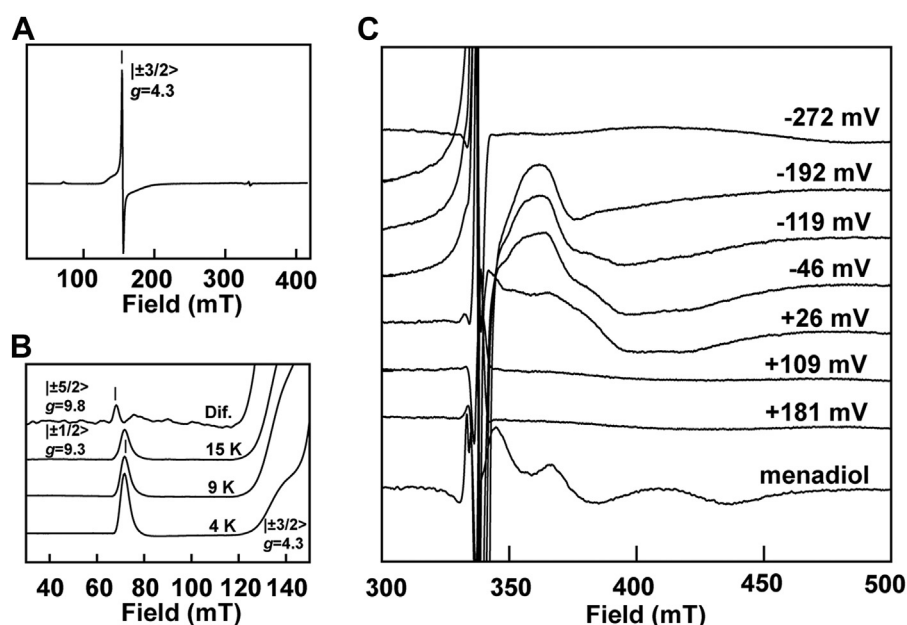 A
|±3/2>
g=4.3
100 200 300 400
Field (mT)
B
|±5/2>
g=9.8
Dif.
|±1/2>
g=9.3
15 K
9 K
4 K
|±3/2>
g=4.3
40 60 80 100 120 140
Field (mT)
C
-272 mV
-192 mV
-119 mV
-46 mV
+26 mV
+109 mV
+181 mV
menadiol
300 350 400 450 500
Field (mT)